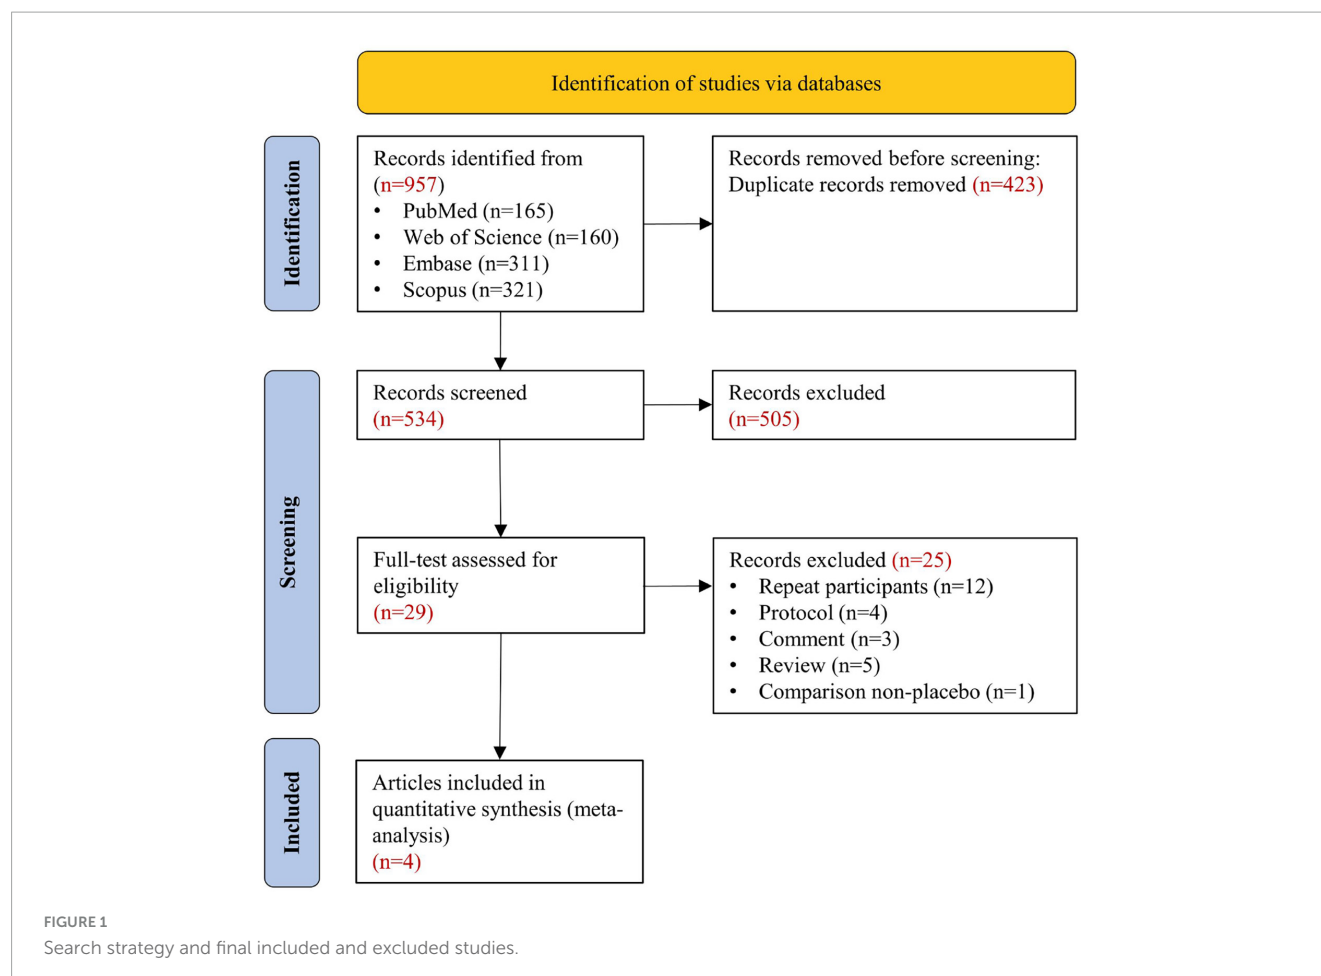 Identification of studies via databases
Identification
Records identified from
(n=957)
• PubMed (n=165)
• Web of Science (n=160)
• Embase (n=311)
• Scopus (n=321)
Records removed before screening:
Duplicate records removed (n=423)
Screening
Records screened
(n=534)
Records excluded
(n=505)
Full-test assessed for
eligibility
(n=29)
Records excluded (n=25)
• Repeat participants (n=12)
• Protocol (n=4)
• Comment (n=3)
• Review (n=5)
• Comparison non-placebo (n=1)
Included
Articles included in
quantitative synthesis (meta-
analysis)
(n=4)
FIGURE 1
Search strategy and final included and excluded studies.